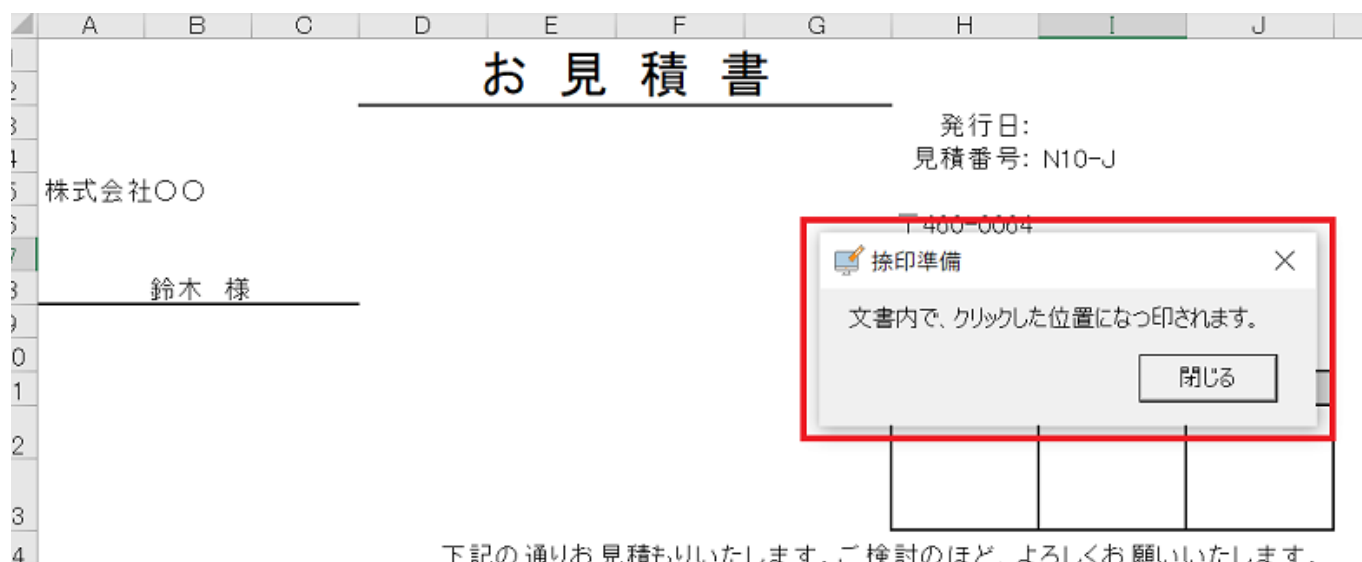 A B C D E F G H I J
お見積書
発行日:
見積番号: N10-J
株式会社〇〇
〒460-0064
捺印準備
鈴木 様
文書内で、クリックした位置になつ印されます。
閉じる
下記の通りお見積もりいたします。ご検討のほど、よろしくお願いいたします。